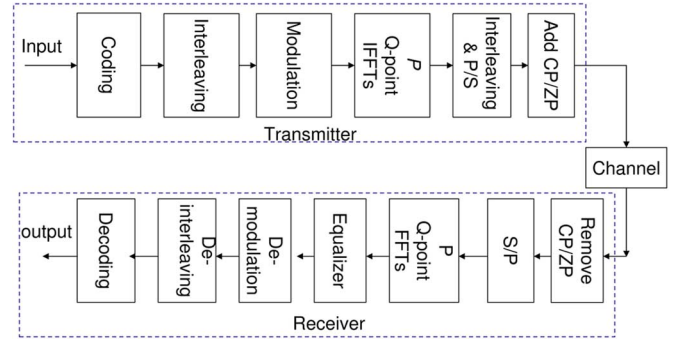 Input
Coding
Interleaving
Modulation
P
Q-point
IFFTs
Interleaving
& P/S
Add CP/ZP
Transmitter
Channel
output
Decoding
De-
interleaving
De-
modulation
Equalizer
P
Q-point
FFTs
S/P
Remove
CP/ZP
Receiver